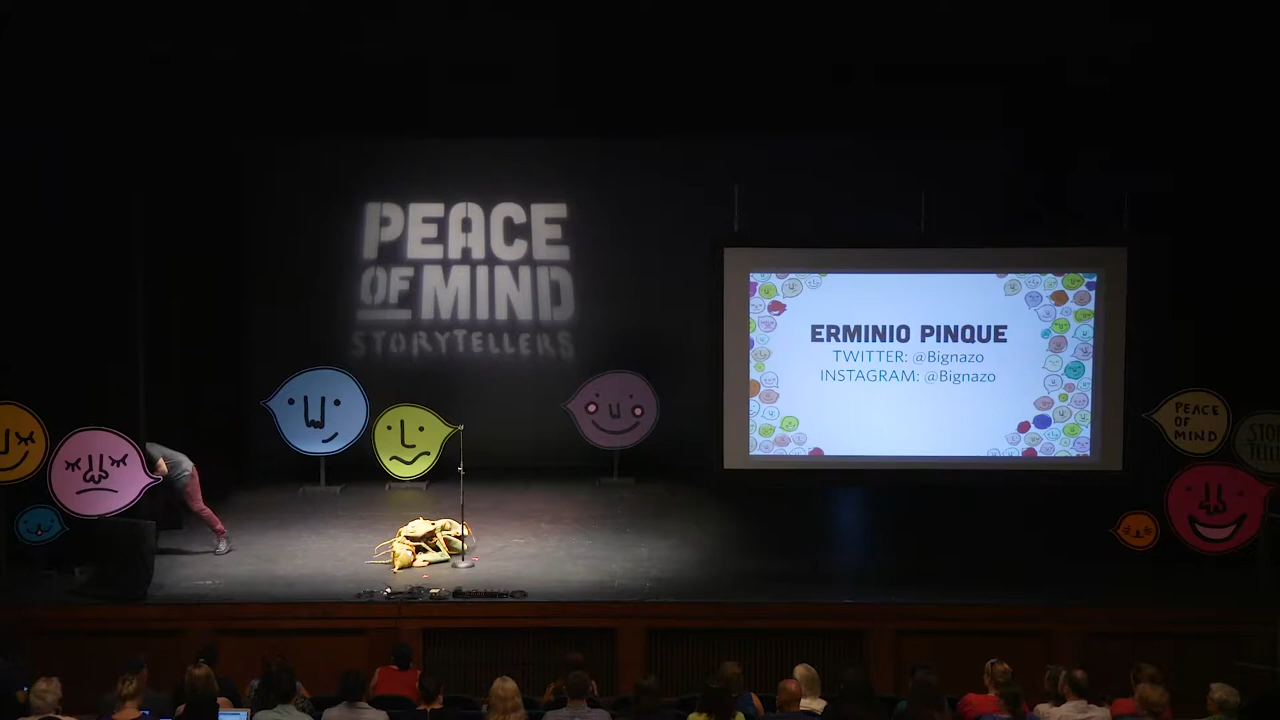 PEACE
OF MIND
STORYTELLERS
ERMINIO PINQUE
TWITTER: @Bignazo
INSTAGRAM: @Bignazo
PEACE
OF
MIND